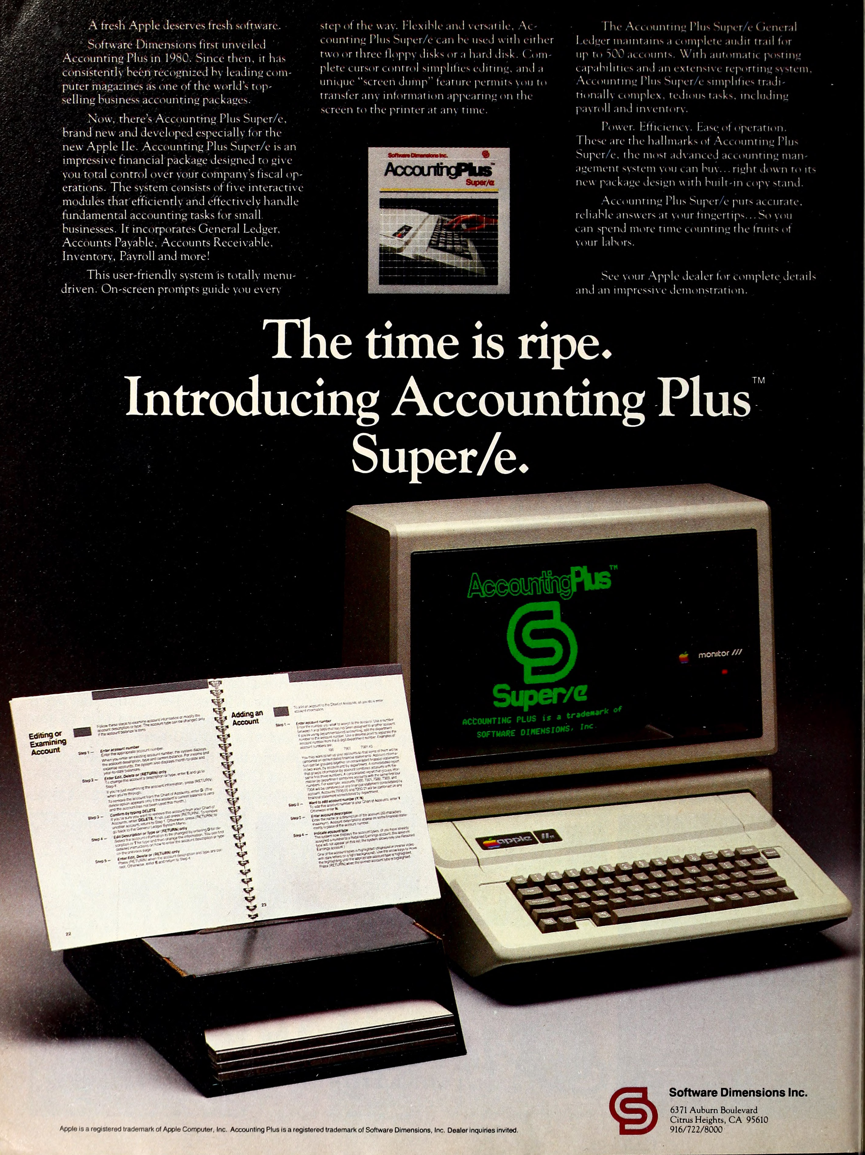 A fresh Apple deserves fresh software.
Software Dimensions first unveiled
Accounting Plus in 1980. Since then, it has
consistently been recognized by leading com-
puter magazines as one of the world's top-
selling business accounting packages.
Now, there's Accounting Plus Super/e,
brand new and developed especially for the
new Apple IIe. Accounting Plus Super/e is an
impressive financial package designed to give
you total control over your company's fiscal op-
erations. The system consists of five interactive
modules that efficiently and effectively handle
fundamental accounting tasks for small
businesses. It incorporates General Ledger,
Accounts Payable, Accounts Receivable,
Inventory, Payroll and more!
This user-friendly system is totally menu-
driven. On-screen prompts guide you every
step of the way. Flexible and versatile, Ac-
counting Plus Super/e can be used with either
two or three floppy disks or a hard disk. Com-
plete cursor control simplifies editing, and a
unique "screen dump" feature permits you to
transfer any information appearing on the
screen to the printer at any time.
Software Dimensions Inc.
AccountingPlus
Super/e
The Accounting Plus Super/e General
Ledger maintains a complete audit trail for
up to 500 accounts. With automatic posting
capabilities and an extensive reporting system,
Accounting Plus Super/e simplifies tradi-
tionally complex, tedious tasks, including
payroll and inventory.
Power. Efficiency. Ease of operation.
These are the hallmarks of Accounting Plus
Super/e, the most advanced accounting man-
agement system you can buy...right down to its
new package design with built-in copy stand.
Accounting Plus Super/e puts accurate,
reliable answers at your fingertips...So you
can spend more time counting the fruits of
your labors.
See your Apple dealer for complete details
and an impressive demonstration.
The time is ripe.
Introducing Accounting Plus™
Super/e.
AccountingPlus™
Super/e
ACCOUNTING PLUS is a trademark of
SOFTWARE DIMENSIONS, Inc
monitor ///
apple //e
Editing or
Examining
Account
Step 1 — Enter account number
22
Adding an
Account
Step 1 — Enter account number
23
Software Dimensions Inc.
6371 Auburn Boulevard
Citrus Heights, CA 95610
916/722/8000
Apple is a registered trademark of Apple Computer, Inc. Accounting Plus is a registered trademark of Software Dimensions, Inc. Dealer inquiries invited.